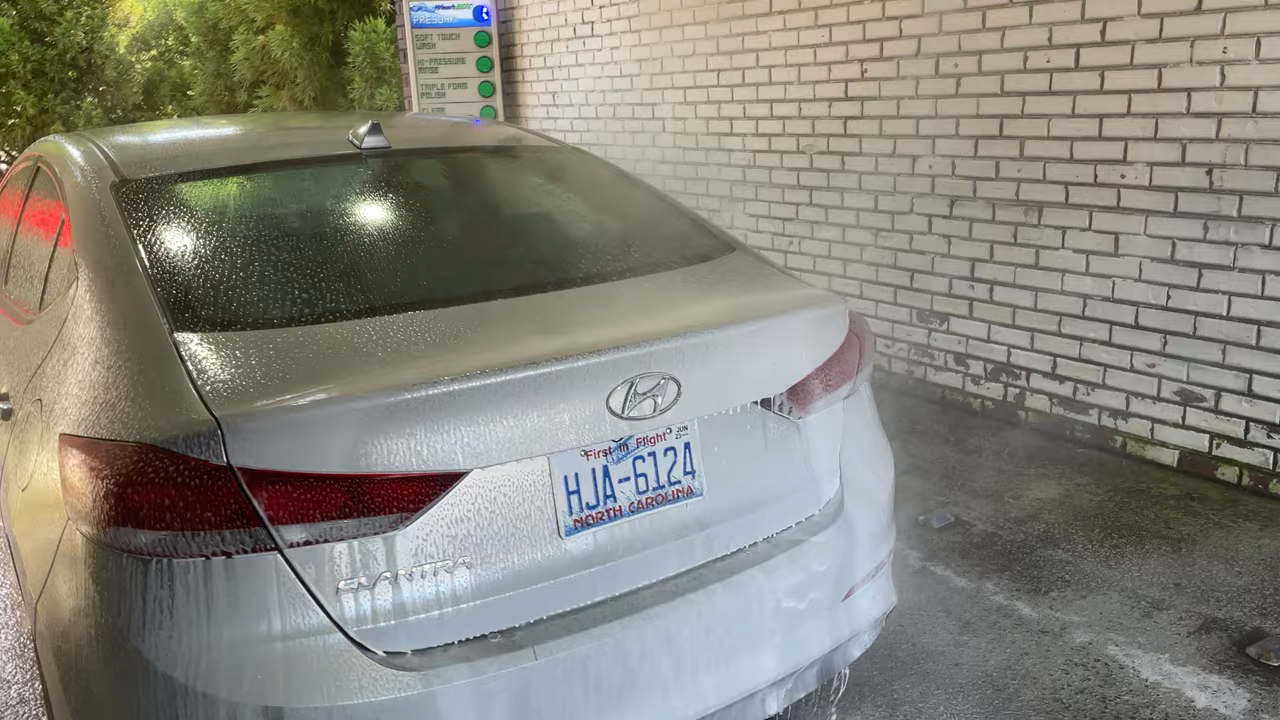 PRESOAK
SOFT TOUCH
WASH
HI-PRESSURE
RINSE
TRIPLE FOAM
POLISH
First in Flight
JUN
23
HJA-6124
NORTH CAROLINA
ELANTRA